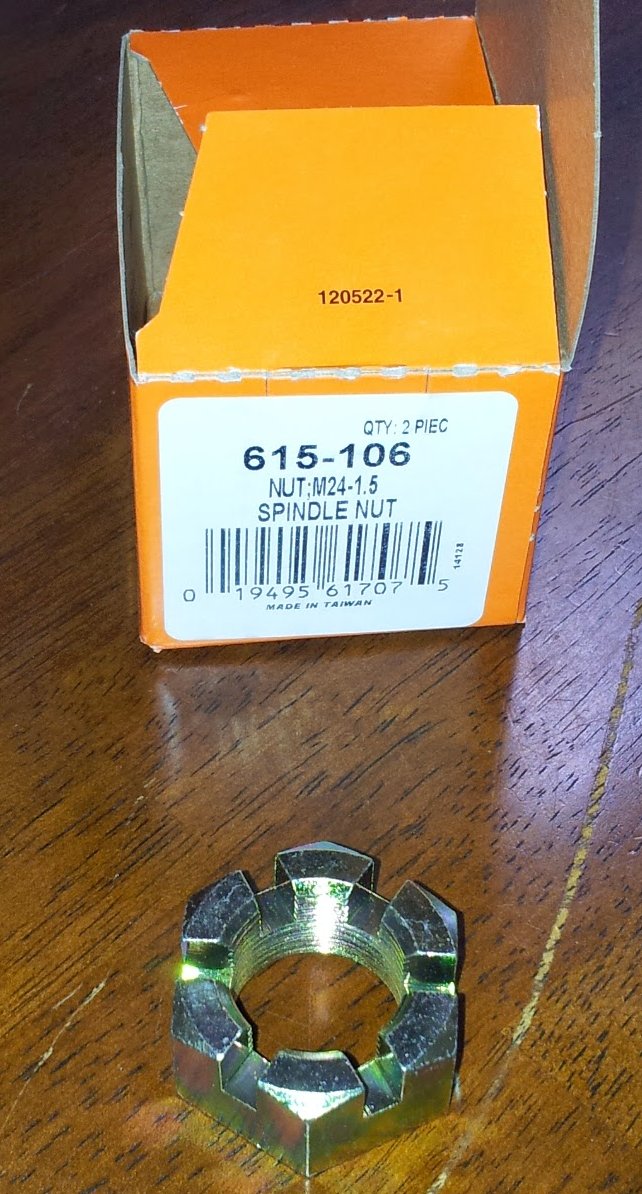 120522-1
QTY: 2 PIEC
615-106
NUT;M24-1.5
SPINDLE NUT
14128
0 19495 61707 5
MADE IN TAIWAN